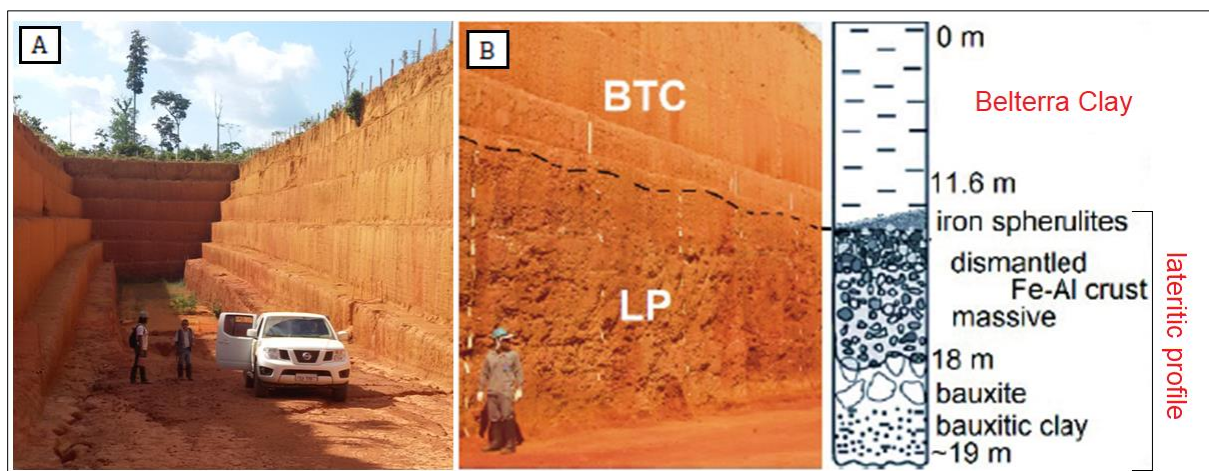 A
B
BTC
LP
0 m
Belterra Clay
11.6 m
iron spherulites
dismantled
Fe-Al crust
massive
18 m
bauxite
bauxitic clay
~19 m
lateritic profile